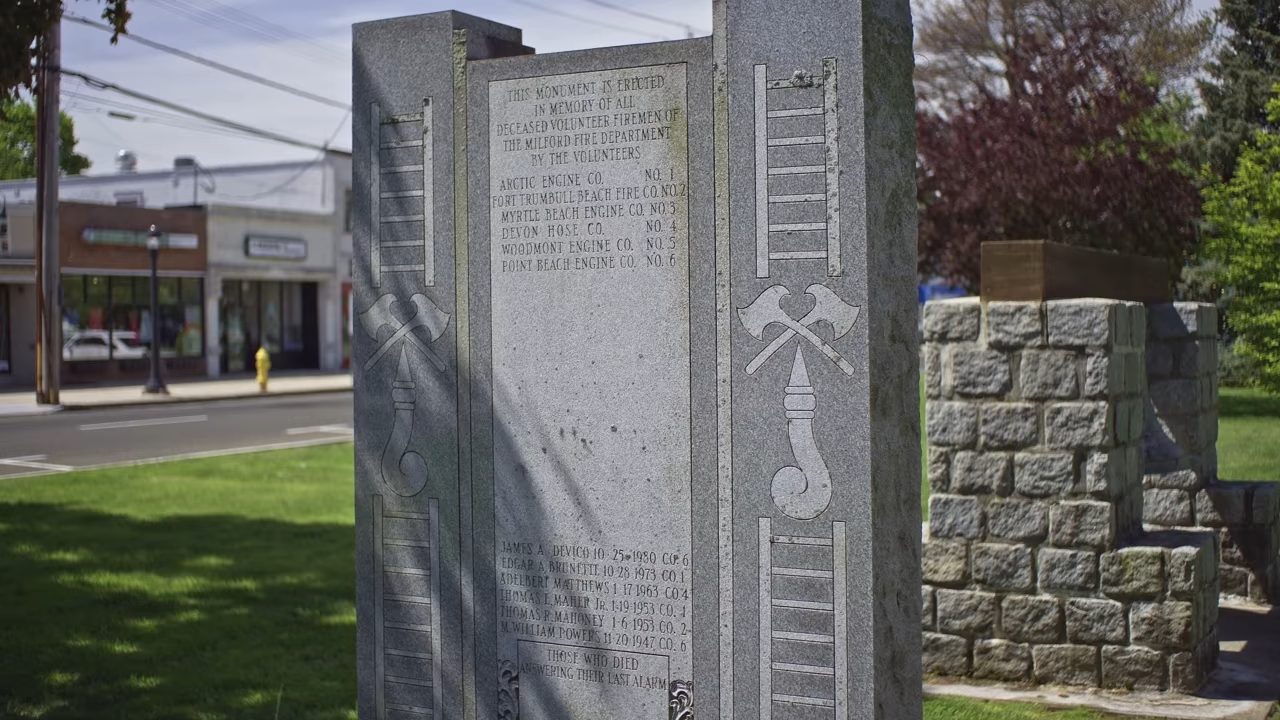 THIS MONUMENT IS ERECTED
IN MEMORY OF ALL
DECEASED VOLUNTEER FIREMEN OF
THE MILFORD FIRE DEPARTMENT
BY THE VOLUNTEERS
ARCTIC ENGINE CO. NO. 1
FORT TRUMBULL BEACH FIRE CO. NO. 2
MYRTLE BEACH ENGINE CO. NO. 3
DEVON HOSE CO. NO. 4
WOODMONT ENGINE CO. NO. 5
POINT BEACH ENGINE CO. NO. 6
JAMES A. DEVICO 10-25-1980 CO. 6
EDGAR A. BRUNETTE 10 28 1973 CO. 1
ADELBERT MATTHEWS 1-17 1963 CO 4
THOMAS E. MAHER JR. 1-19 1953 CO. 1
THOMAS R. MAHONEY 1-6 1953 CO. 2
M. WILLIAM POWERS 11 20 1947 CO. 6
THOSE WHO DIED
ANSWERING THEIR LAST ALARM